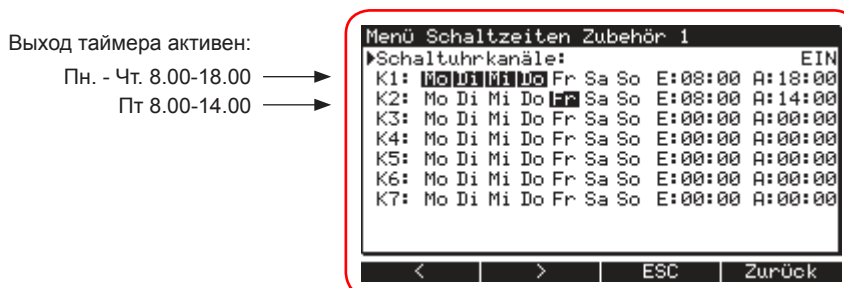 Выход таймера активен:
Пн. - Чт. 8.00-18.00
Пт 8.00-14.00
Menü Schaltzeiten Zubehör 1
Schaltuhrkanäle: EIN
K1: Mo Di Mi Do Fr Sa So E:08:00 A:18:00
K2: Mo Di Mi Do Fr Sa So E:08:00 A:14:00
K3: Mo Di Mi Do Fr Sa So E:00:00 A:00:00
K4: Mo Di Mi Do Fr Sa So E:00:00 A:00:00
K5: Mo Di Mi Do Fr Sa So E:00:00 A:00:00
K6: Mo Di Mi Do Fr Sa So E:00:00 A:00:00
K7: Mo Di Mi Do Fr Sa So E:00:00 A:00:00
< > ESC Zurück